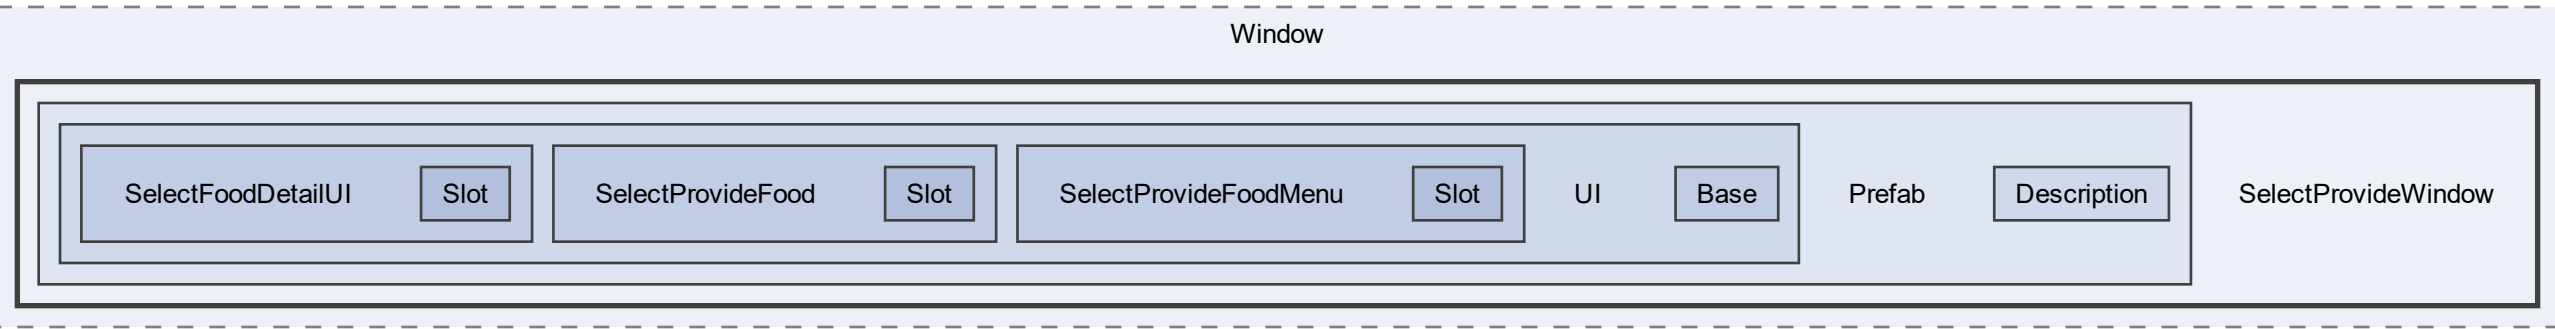 Window
SelectFoodDetailUI
Slot
SelectProvideFood
Slot
SelectProvideFoodMenu
Slot
UI
Base
Prefab
Description
SelectProvideWindow